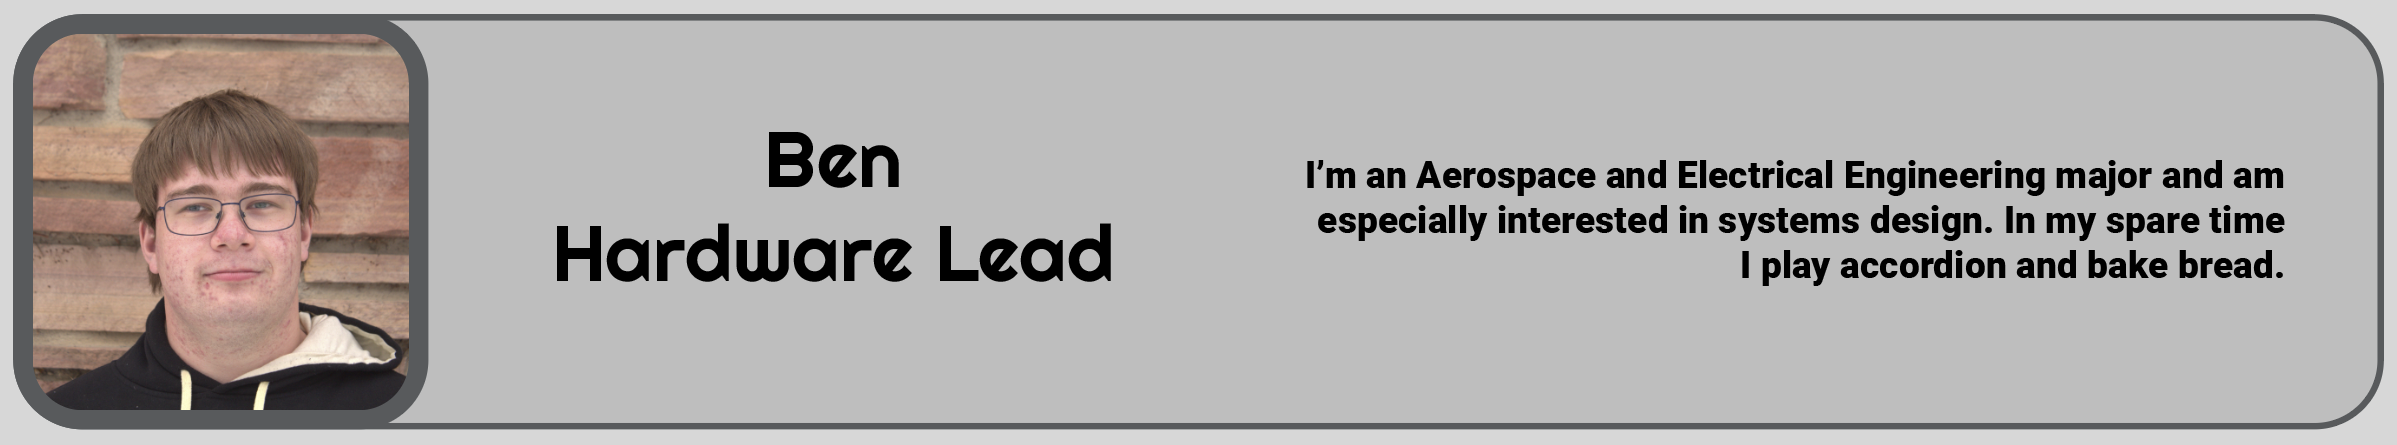 Ben
Hardware Lead
I’m an Aerospace and Electrical Engineering major and am
especially interested in systems design. In my spare time
I play accordion and bake bread.